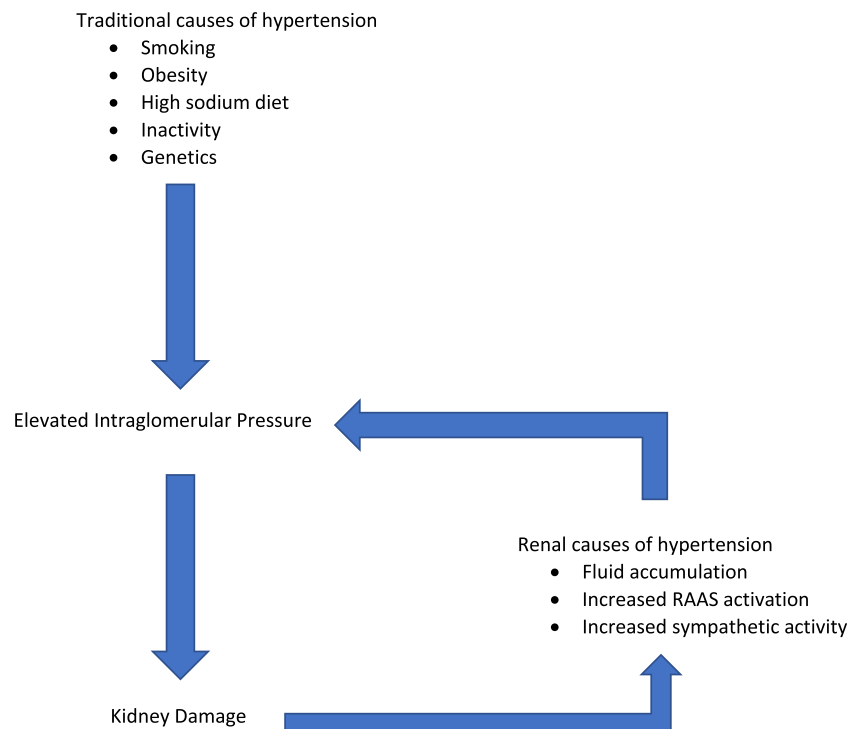 Traditional causes of hypertension
• Smoking
• Obesity
• High sodium diet
• Inactivity
• Genetics
Elevated Intraglomerular Pressure
Renal causes of hypertension
• Fluid accumulation
• Increased RAAS activation
• Increased sympathetic activity
Kidney Damage